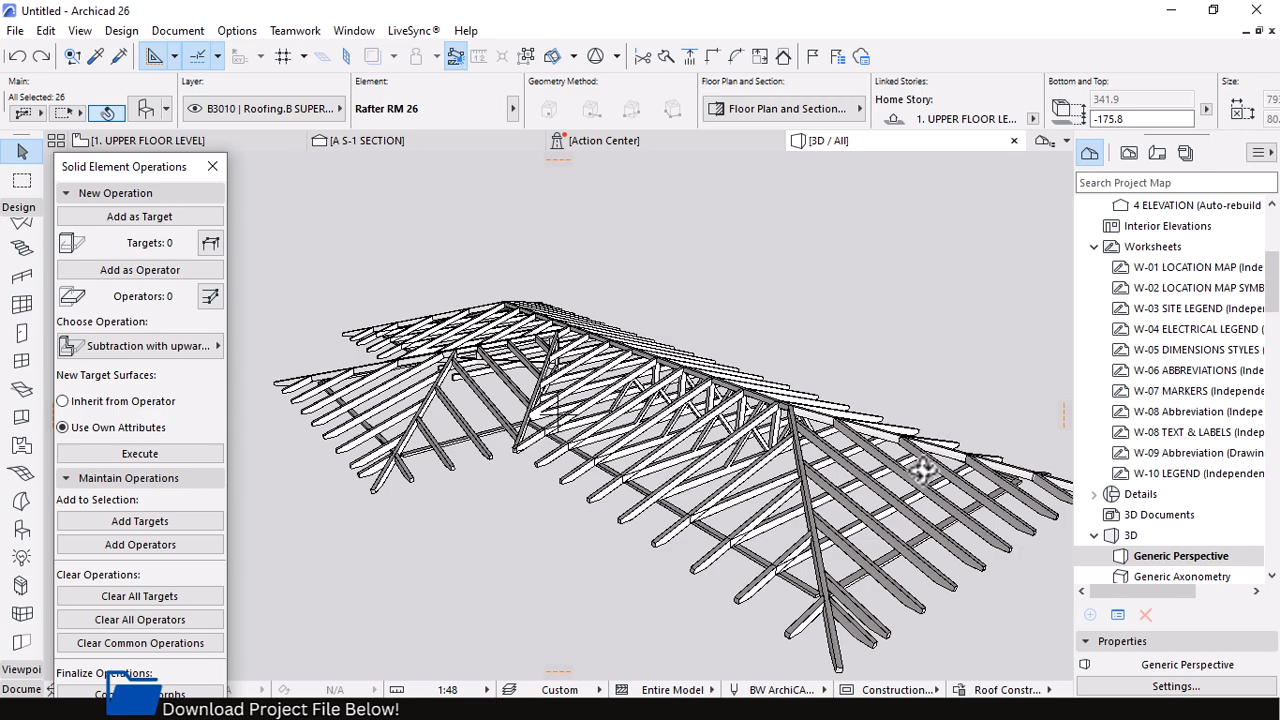 Untitled - Archicad 26
File Edit View Design Document Options Teamwork Window LiveSync® Help
Main: Layer: Element: Geometry Method: Floor Plan and Section: Linked Stories: Bottom and Top: Size:
All Selected: 26 B3010 | Roofing.B SUPER... Rafter RM 26 Floor Plan and Section... Home Story: 341.9
1. UPPER FLOOR LE... -175.8
[1. UPPER FLOOR LEVEL] [A S-1 SECTION] [Action Center] [3D / All]
Solid Element Operations
New Operation
Add as Target
Targets: 0
Add as Operator
Operators: 0
Choose Operation:
Subtraction with upwar...
New Target Surfaces:
Inherit from Operator
Use Own Attributes
Execute
Maintain Operations
Add to Selection:
Add Targets
Add Operators
Clear Operations:
Clear All Targets
Clear All Operators
Clear Common Operations
Finalize Operations:
Design
Viewpoi
Docume
Search Project Map
4 ELEVATION (Auto-rebuild
Interior Elevations
Worksheets
W-01 LOCATION MAP (Inde
W-02 LOCATION MAP SYMB
W-03 SITE LEGEND (Indepe
W-04 ELECTRICAL LEGEND (
W-05 DIMENSIONS STYLES (
W-06 ABBREVIATIONS (Inde
W-07 MARKERS (Independe
W-08 Abbreviation (Indepen
W-08 TEXT & LABELS (Indep
W-09 Abbreviation (Drawin
W-10 LEGEND (Independen
Details
3D Documents
3D
Generic Perspective
Generic Axonometry
Properties
Generic Perspective
Settings...
N/A 1:48 Custom Entire Model BW ArchiCA... Construction... Roof Constr...
Download Project File Below!